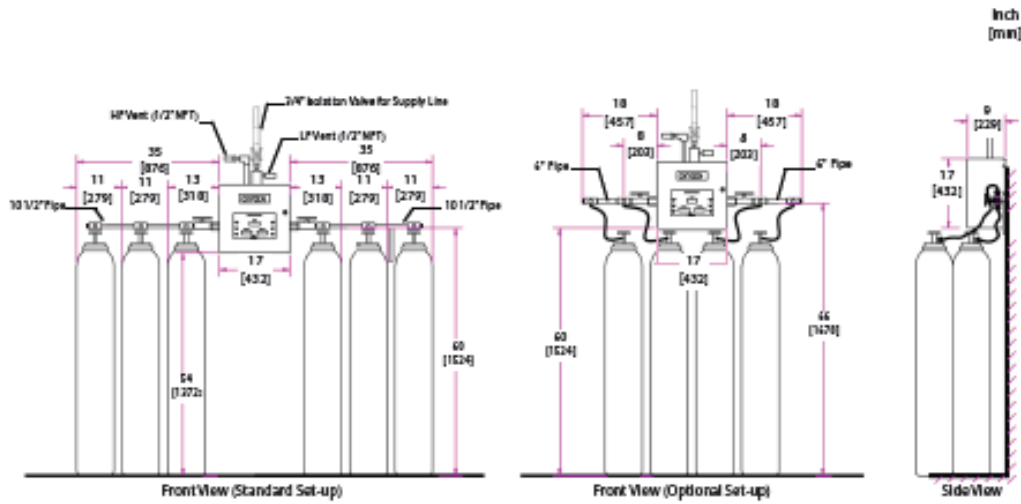 Inch
[mm]
3/4" Isolation Valve for Supply Line
HP Vent (1/2" NPT)
LP Vent (1/2" NPT)
35
[876]
35
[876]
11
[279]
11
[279]
13
[318]
13
[318]
11
[279]
11
[279]
10 1/2" Pipe
10 1/2" Pipe
OXYGEN
17
[432]
54
[1372]
60
[1524]
Front View (Standard Set-up)
18
[457]
18
[457]
8
[203]
8
[203]
6" Pipe
6" Pipe
OXYGEN
17
[432]
60
[1524]
66
[1678]
Front View (Optional Set-up)
9
[229]
17
[432]
Side View